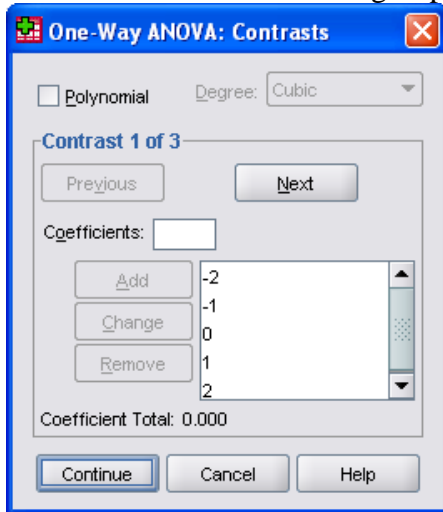 One-Way ANOVA: Contrasts
Polynomial Degree: Cubic
Contrast 1 of 3
Previous Next
Coefficients:
Add
Change
Remove
-2
-1
0
1
2
Coefficient Total: 0.000
Continue Cancel Help